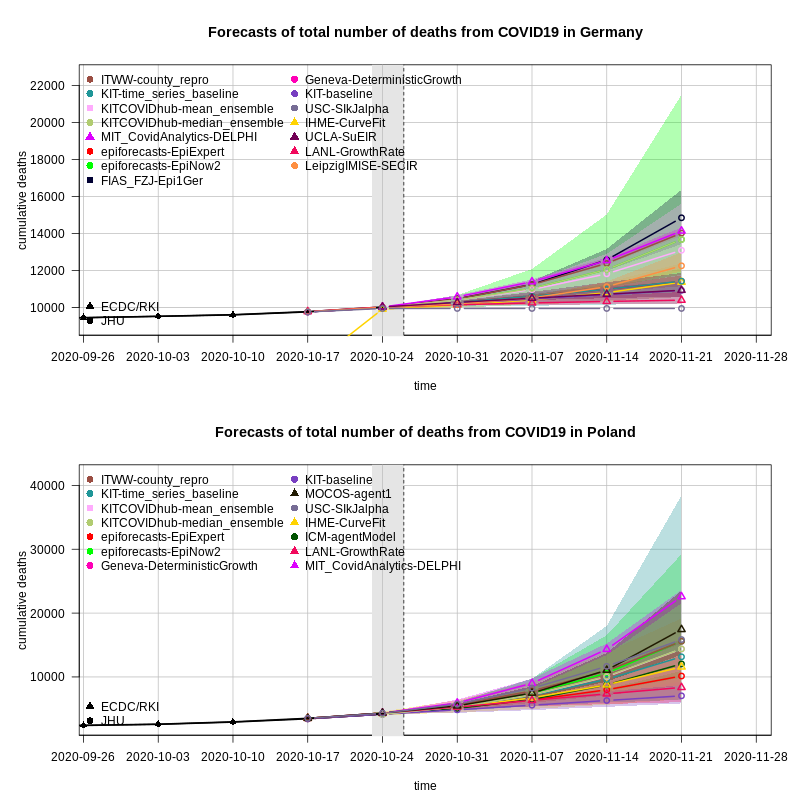 Forecasts of total number of deaths from COVID19 in Germany
cumulative deaths
22000
20000
18000
16000
14000
12000
10000
ITWW-county_repro
KIT-time_series_baseline
KITCOVIDhub-mean_ensemble
KITCOVIDhub-median_ensemble
MIT_CovidAnalytics-DELPHI
epiforecasts-EpiExpert
epiforecasts-EpiNow2
FIAS_FZJ-Epi1Ger
Geneva-DeterministicGrowth
KIT-baseline
USC-SIkJalpha
IHME-CurveFit
UCLA-SuEIR
LANL-GrowthRate
LeipzigIMISE-SECIR
ECDC/RKI
JHU
2020-09-26 2020-10-03 2020-10-10 2020-10-17 2020-10-24 2020-10-31 2020-11-07 2020-11-14 2020-11-21 2020-11-28
time
Forecasts of total number of deaths from COVID19 in Poland
cumulative deaths
40000
30000
20000
10000
ITWW-county_repro
KIT-time_series_baseline
KITCOVIDhub-mean_ensemble
KITCOVIDhub-median_ensemble
epiforecasts-EpiExpert
epiforecasts-EpiNow2
Geneva-DeterministicGrowth
KIT-baseline
MOCOS-agent1
USC-SIkJalpha
IHME-CurveFit
ICM-agentModel
LANL-GrowthRate
MIT_CovidAnalytics-DELPHI
ECDC/RKI
JHU
2020-09-26 2020-10-03 2020-10-10 2020-10-17 2020-10-24 2020-10-31 2020-11-07 2020-11-14 2020-11-21 2020-11-28
time